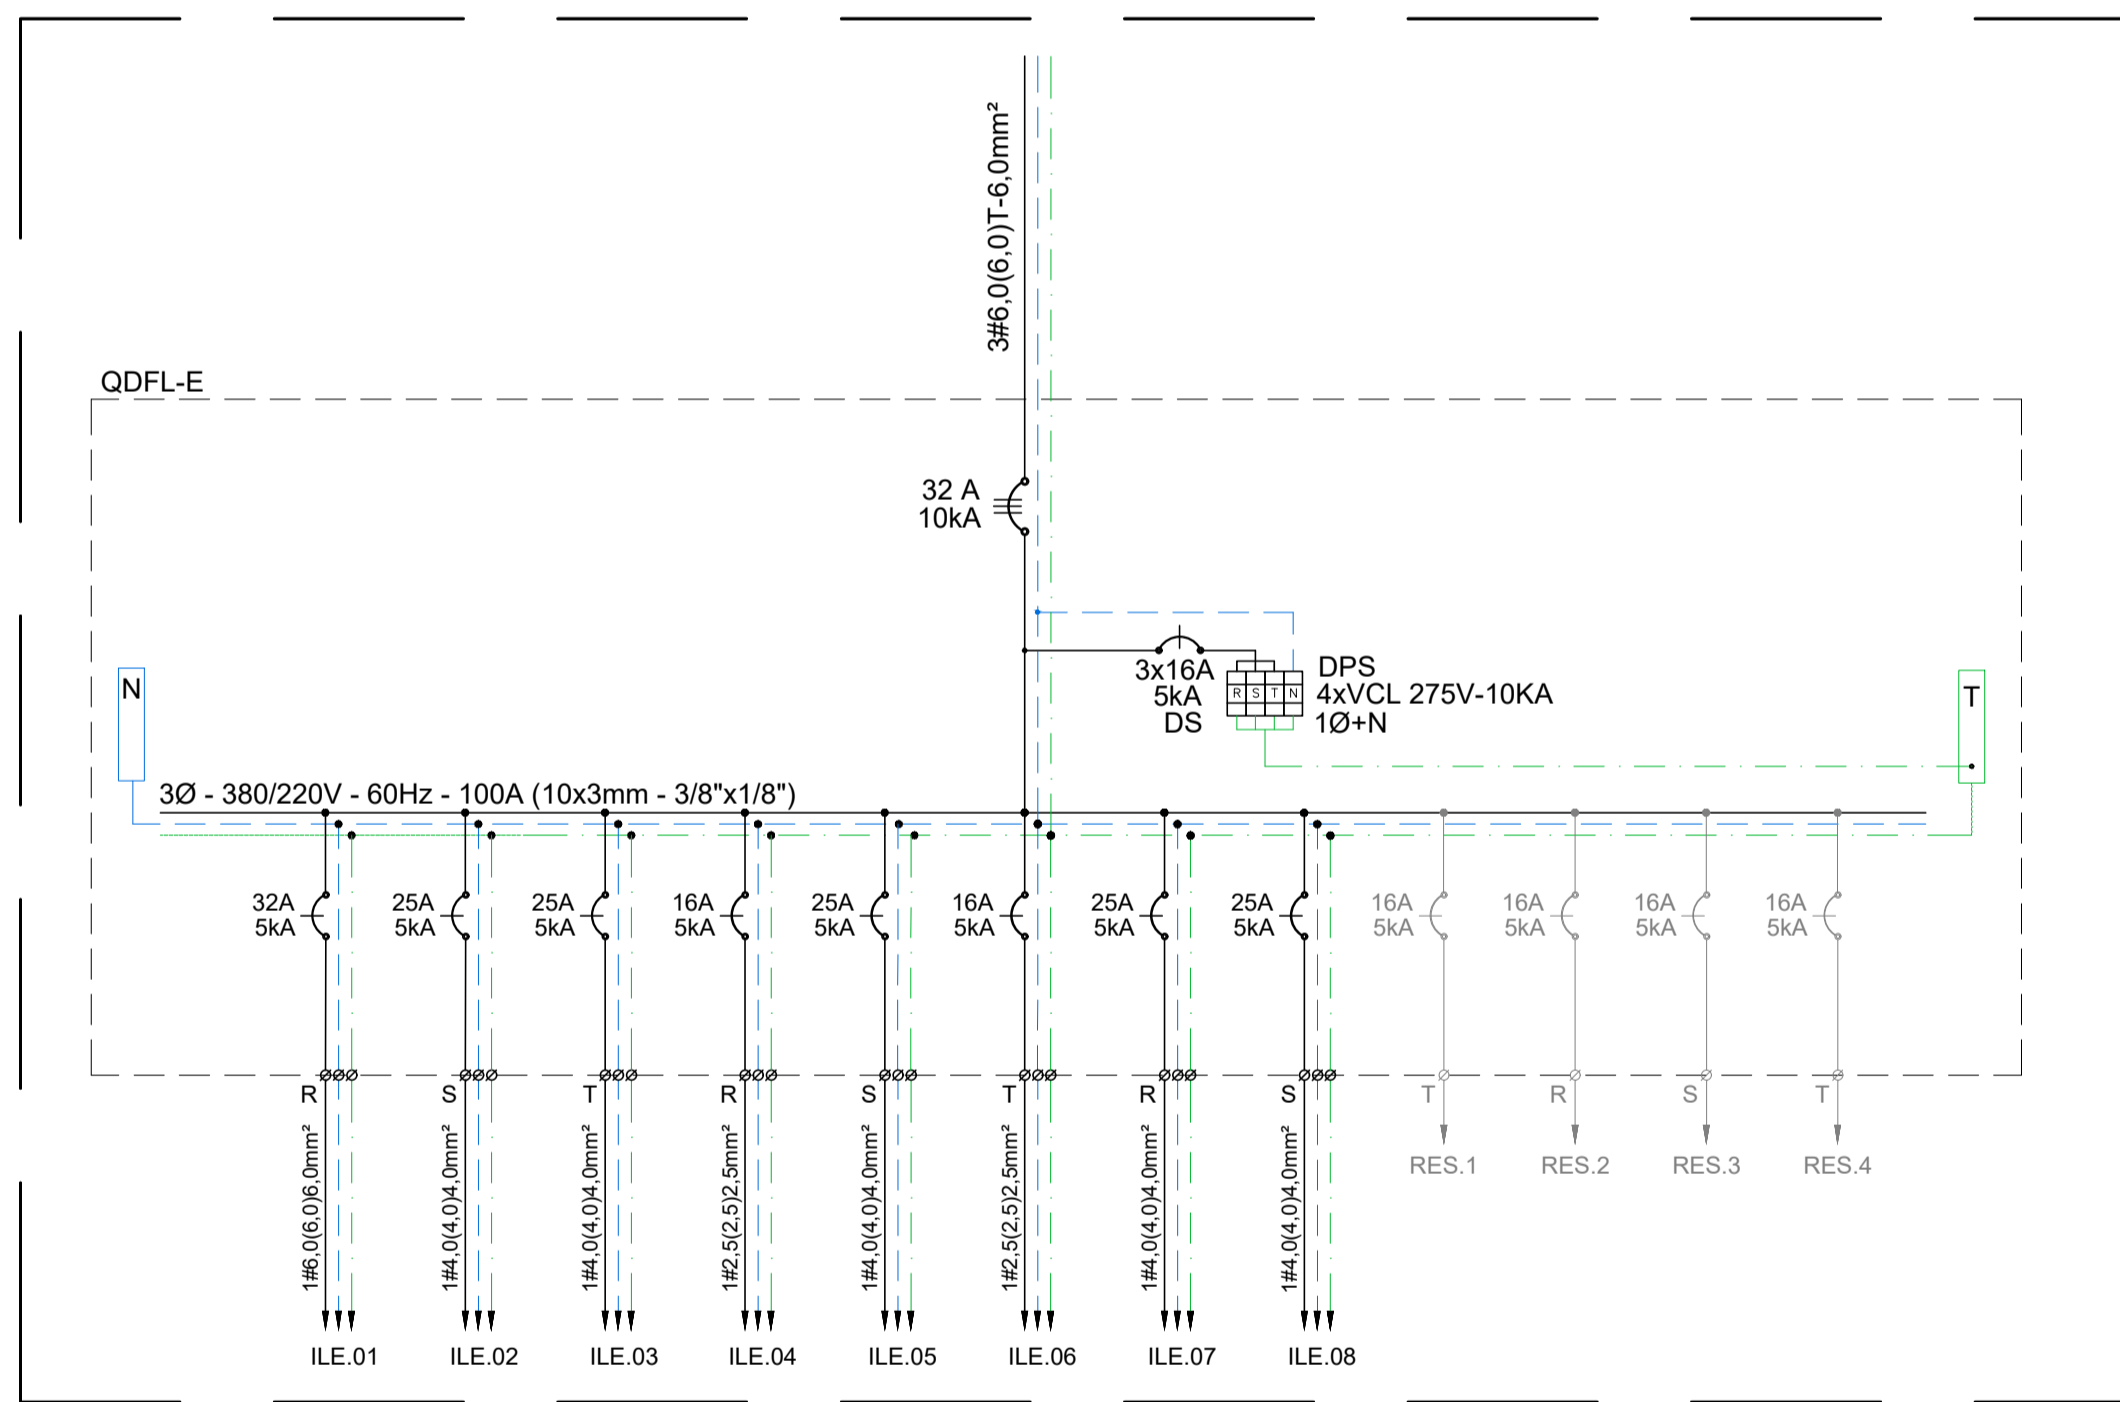 3#6,0(6,0)T-6,0mm²
QDFL-E
32 A
10kA
N
3x16A
5kA
DS
R S T N
DPS
4xVCL 275V-10KA
1Ø+N
T
3Ø - 380/220V - 60Hz - 100A (10x3mm - 3/8"x1/8")
32A
5kA
25A
5kA
25A
5kA
16A
5kA
25A
5kA
16A
5kA
25A
5kA
25A
5kA
16A
5kA
16A
5kA
16A
5kA
16A
5kA
R
S
T
R
S
T
R
S
T
R
S
T
1#6,0(6,0)6,0mm²
1#4,0(4,0)4,0mm²
1#4,0(4,0)4,0mm²
1#2,5(2,5)2,5mm²
1#4,0(4,0)4,0mm²
1#2,5(2,5)2,5mm²
1#4,0(4,0)4,0mm²
1#4,0(4,0)4,0mm²
RES.1
RES.2
RES.3
RES.4
ILE.01
ILE.02
ILE.03
ILE.04
ILE.05
ILE.06
ILE.07
ILE.08